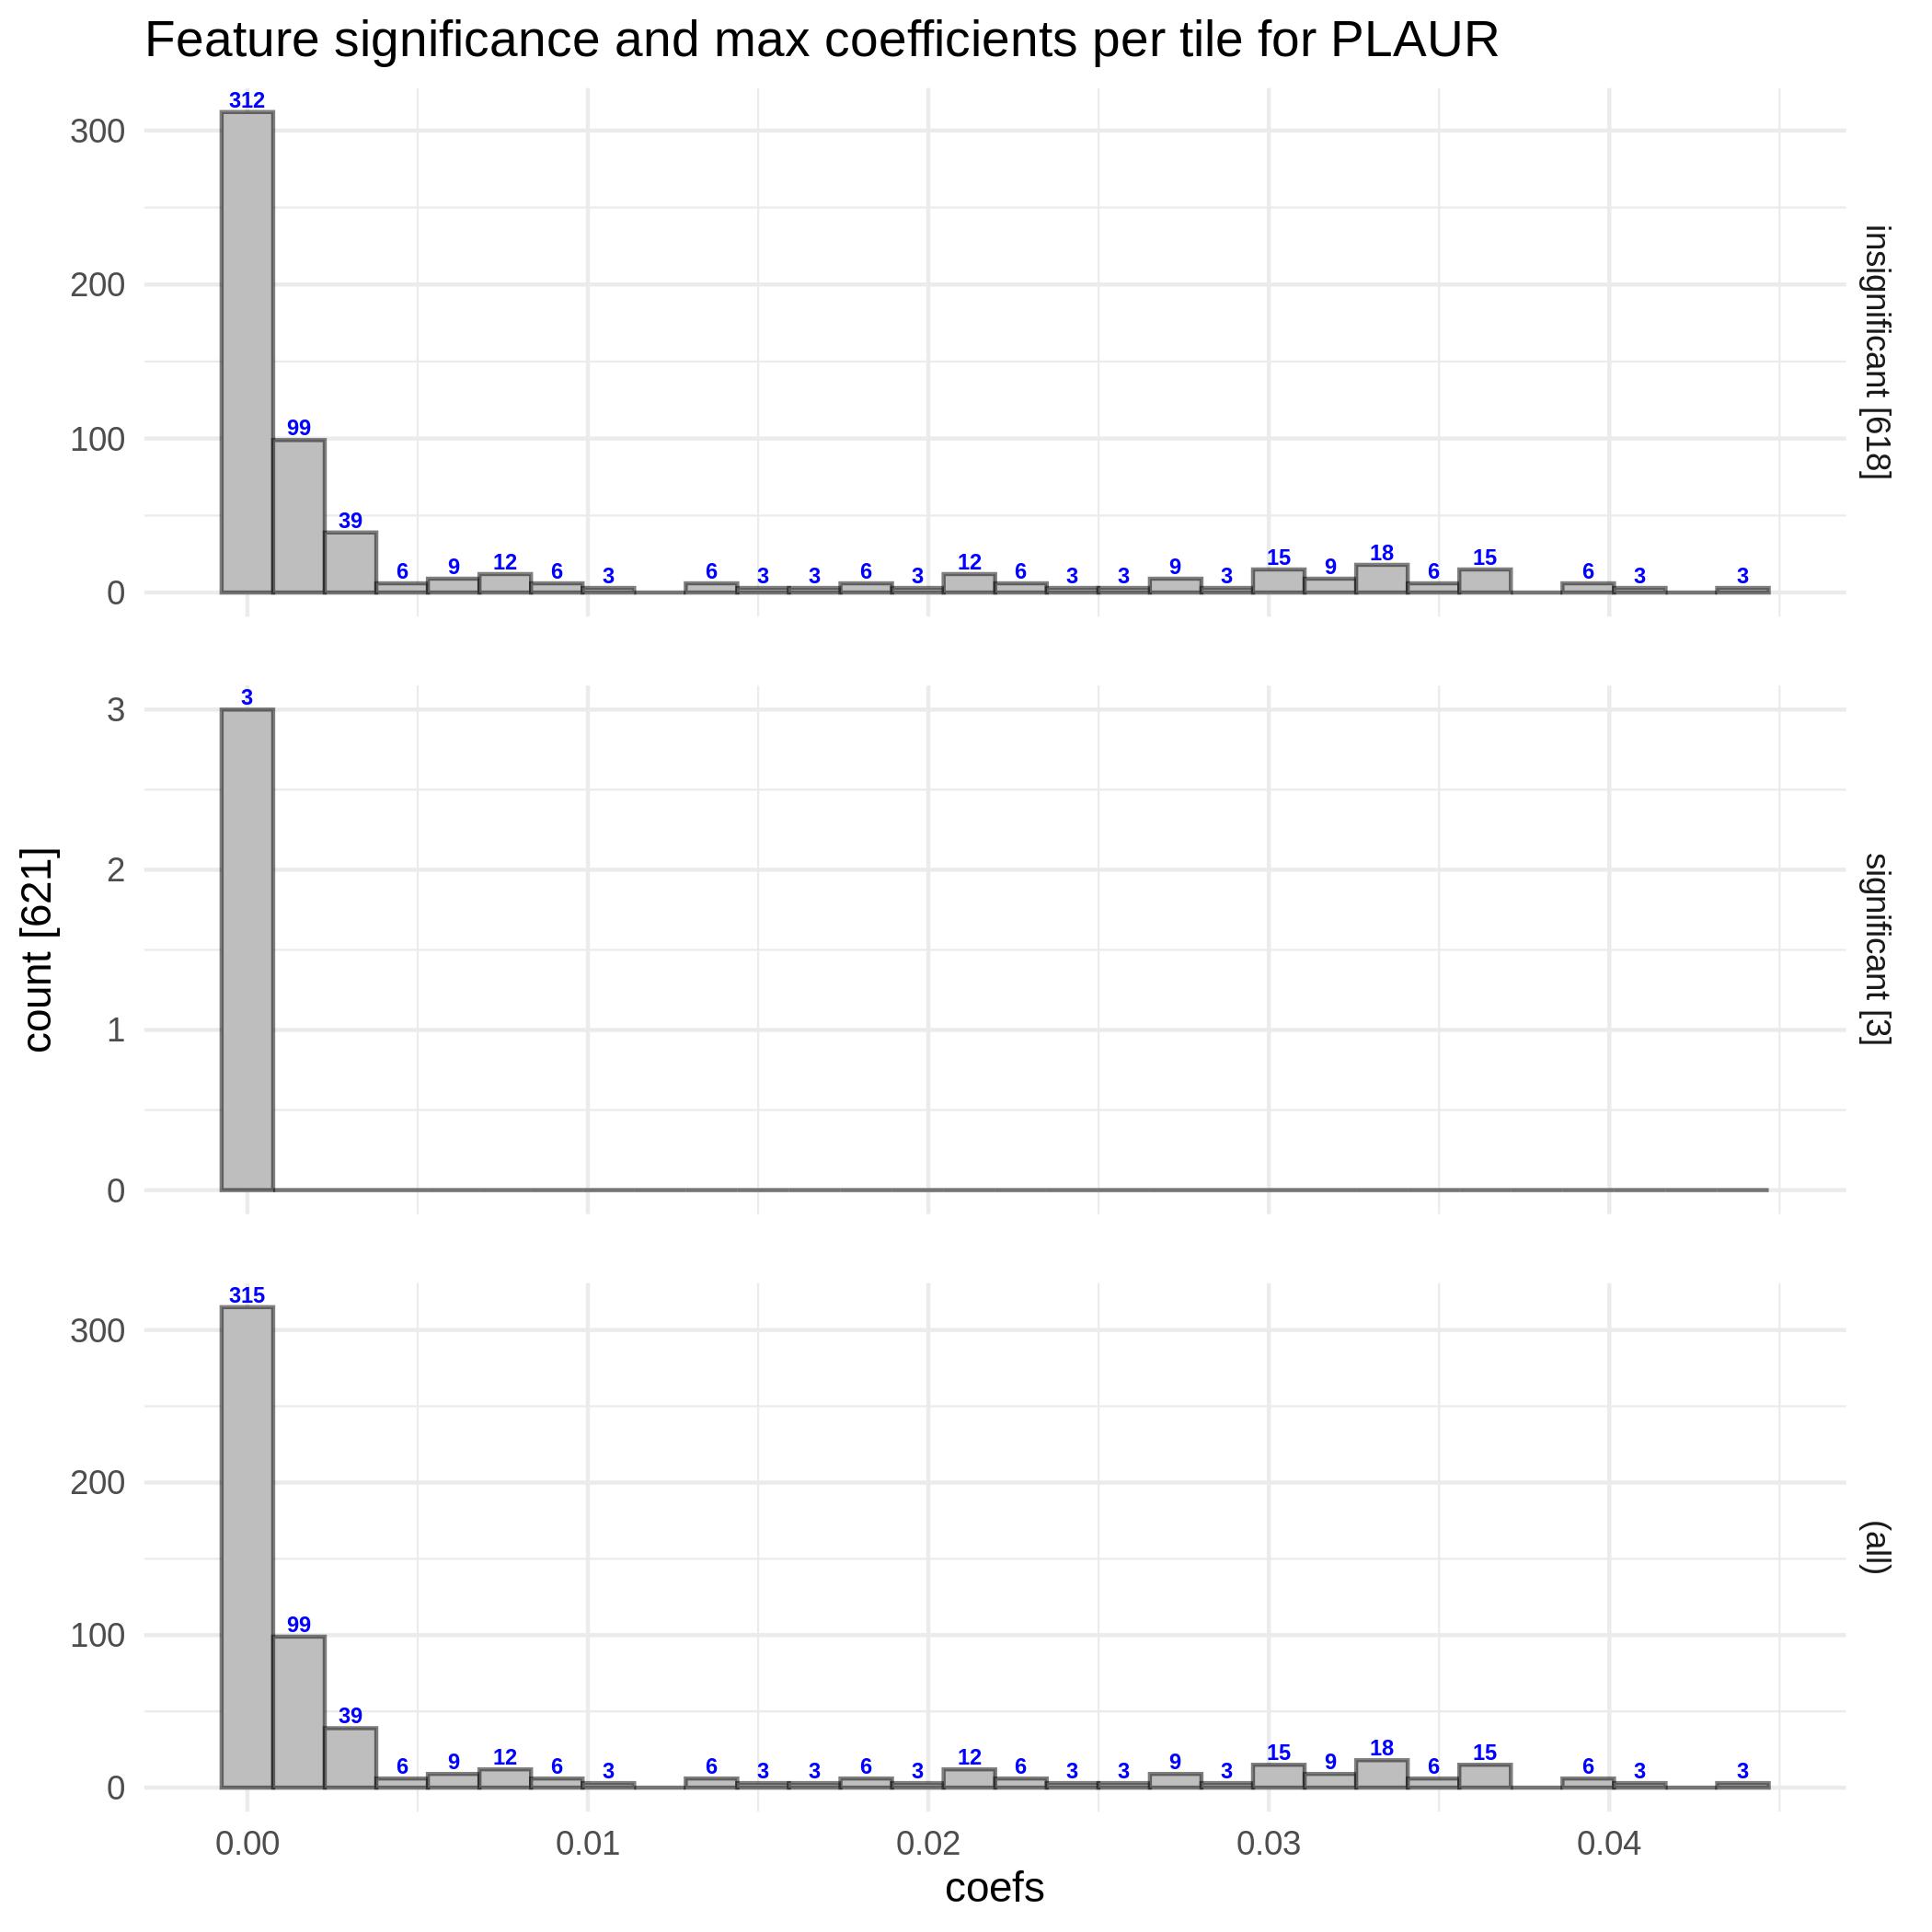 Feature significance and max coefficients per tile for PLAUR
312
300
200
100
0
99
39
6 9 12 6 3 6 3 3 6 3 12 6 3 3 9 3 15 9 18 6 15 6 3 3
insignificant [618]
3
3
2
1
0
significant [3]
count [621]
315
300
200
100
0
99
39
6 9 12 6 3 6 3 3 6 3 12 6 3 3 9 3 15 9 18 6 15 6 3 3
(all)
0.00 0.01 0.02 0.03 0.04
coefs